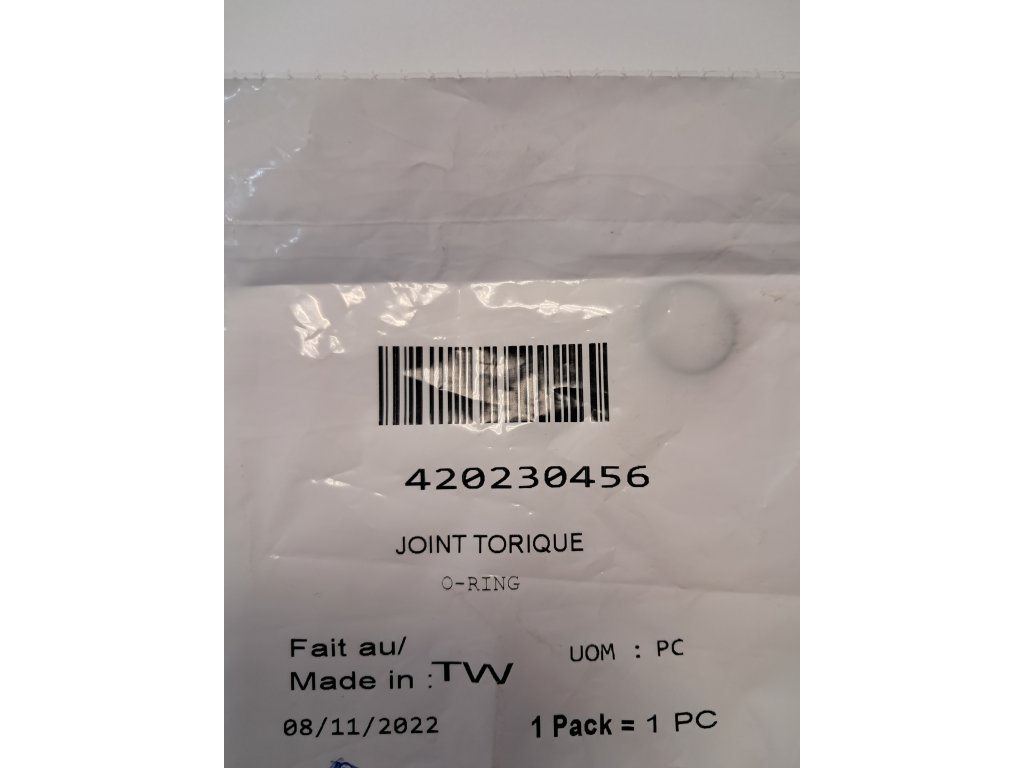 420230456
JOINT TORIQUE
O-RING
Fait au/
Made in : TW
UOM : PC
08/11/2022
1 Pack = 1 PC